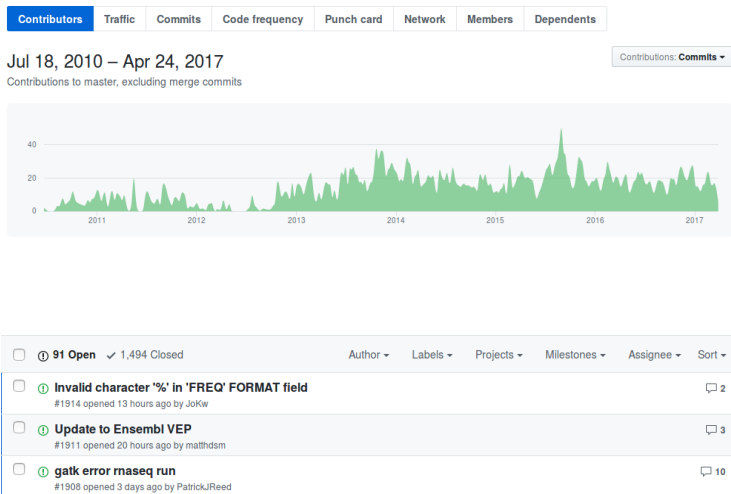 Contributors Traffic Commits Code frequency Punch card Network Members Dependents
Jul 18, 2010 – Apr 24, 2017
Contributions: Commits
Contributions to master, excluding merge commits
40
20
0
2011 2012 2013 2014 2015 2016 2017
91 Open 1,494 Closed Author Labels Projects Milestones Assignee Sort
Invalid character '%' in 'FREQ' FORMAT field 2
#1914 opened 13 hours ago by JoKw
Update to Ensembl VEP 3
#1911 opened 20 hours ago by matthdsm
gatk error rnaseq run 10
#1908 opened 3 days ago by PatrickJReed